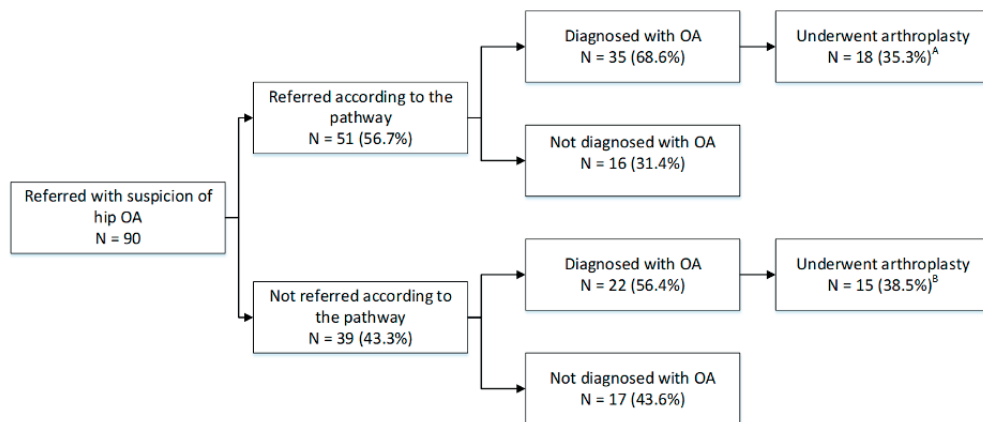 Referred with suspicion of
hip OA
N = 90
Referred according to the
pathway
N = 51 (56.7%)
Diagnosed with OA
N = 35 (68.6%)
Underwent arthroplasty
N = 18 (35.3%)A
Not diagnosed with OA
N = 16 (31.4%)
Not referred according to
the pathway
N = 39 (43.3%)
Diagnosed with OA
N = 22 (56.4%)
Underwent arthroplasty
N = 15 (38.5%)B
Not diagnosed with OA
N = 17 (43.6%)